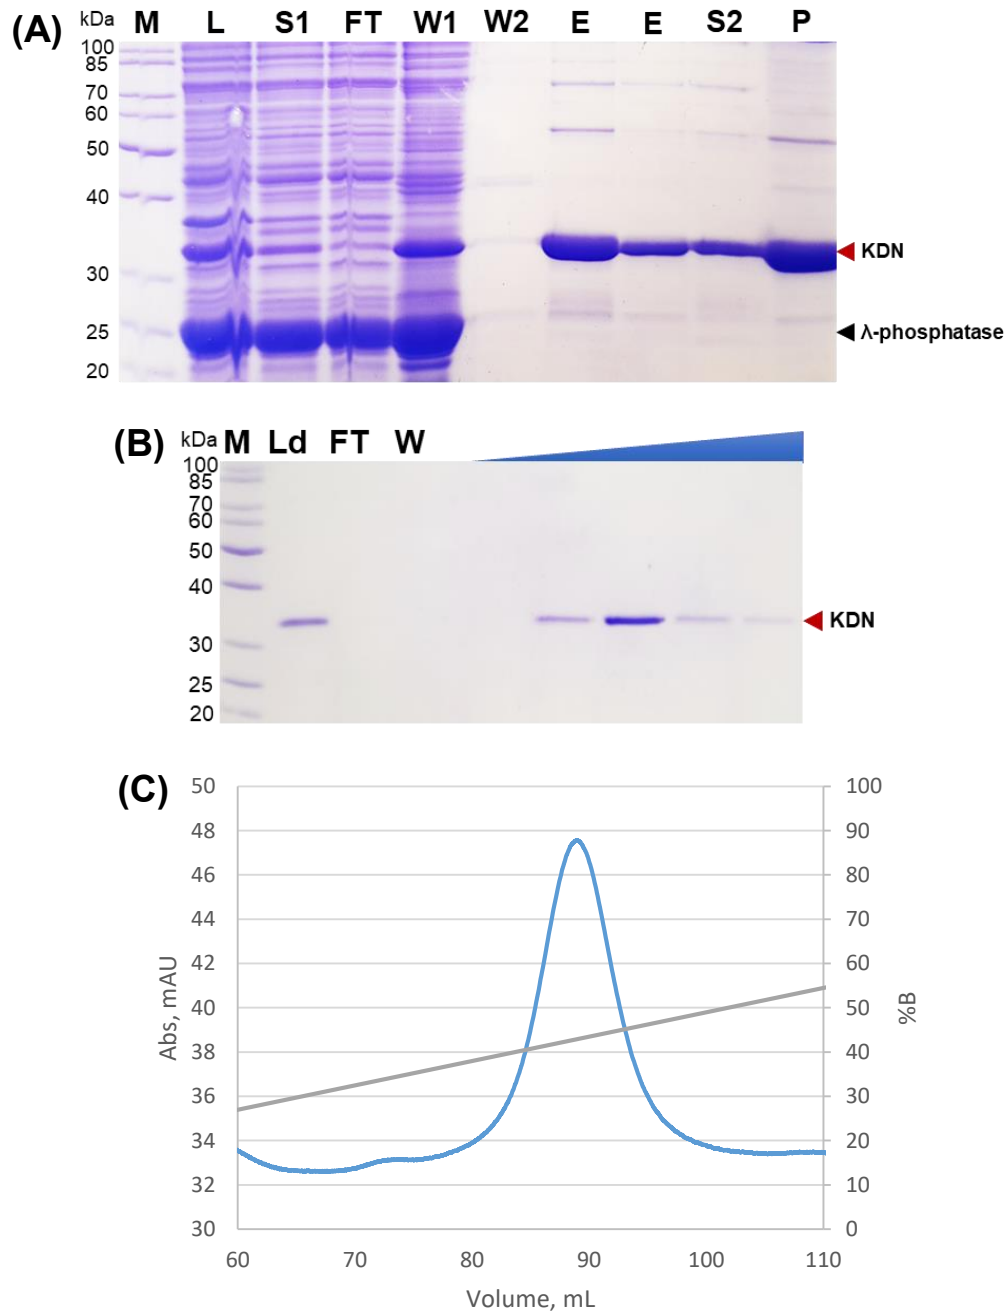 (A) kDa M L S1 FT W1 W2 E E S2 P
100
85
70
60
50
40
30
25
20
KDN
λ-phosphatase
(B) kDa M Ld FT W
100
85
70
60
50
40
30
25
20
KDN
(C)
50 100
48 90
46 80
44 70
42 60
40 50
38 40
36 30
34 20
32 10
30 0
Abs, mAU
%B
60 70 80 90 100 110
Volume, mL